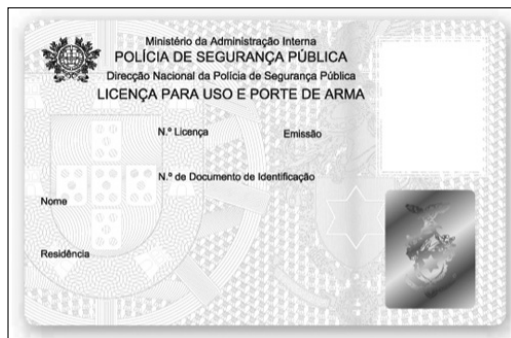 Ministério da Administração Interna
POLÍCIA DE SEGURANÇA PÚBLICA
Direcção Nacional da Polícia de Segurança Pública
LICENÇA PARA USO E PORTE DE ARMA
N.º Licença Emissão
N.º de Documento de Identificação
Nome
Residência